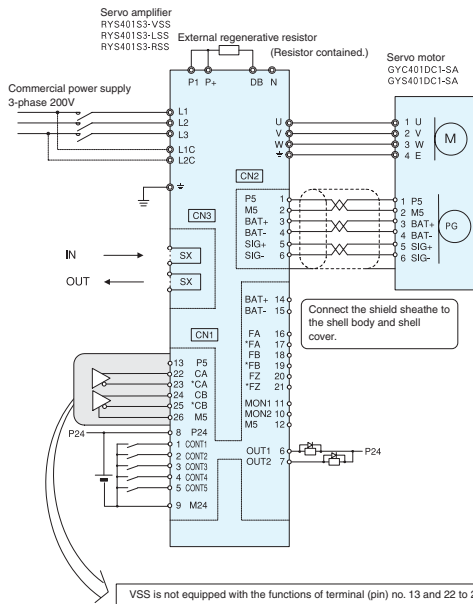 Servo amplifier
RYS401S3-VSS
RYS401S3-LSS
RYS401S3-RSS
External regenerative resistor
(Resistor contained.)
Servo motor
GYC401DC1-SA
GYS401DC1-SA
P1 P+ DB N
Commercial power supply
3-phase 200V
L1
L2
L3
L1C
L2C
U
V
W
1 U
2 V
3 W
4 E
M
CN2
P5 1
M5 2
BAT+ 3
BAT- 4
SIG+ 5
SIG- 6
1 P5
2 M5
3 BAT+
4 BAT-
5 SIG+
6 SIG-
PG
CN3
IN
SX
OUT
SX
BAT+ 14
BAT- 15
Connect the shield sheathe to
the shell body and shell
cover.
CN1
FA 16
*FA 17
FB 18
*FB 19
FZ 20
*FZ 21
MON1 11
MON2 10
M5 12
13 P5
22 CA
23 *CA
24 CB
25 *CB
26 M5
P24
8 P24
1 CONT1
2 CONT2
3 CONT3
4 CONT4
5 CONT5
9 M24
OUT1 6
OUT2 7
P24
VSS is not equipped with the functions of terminal (pin) no. 13 and 22 to